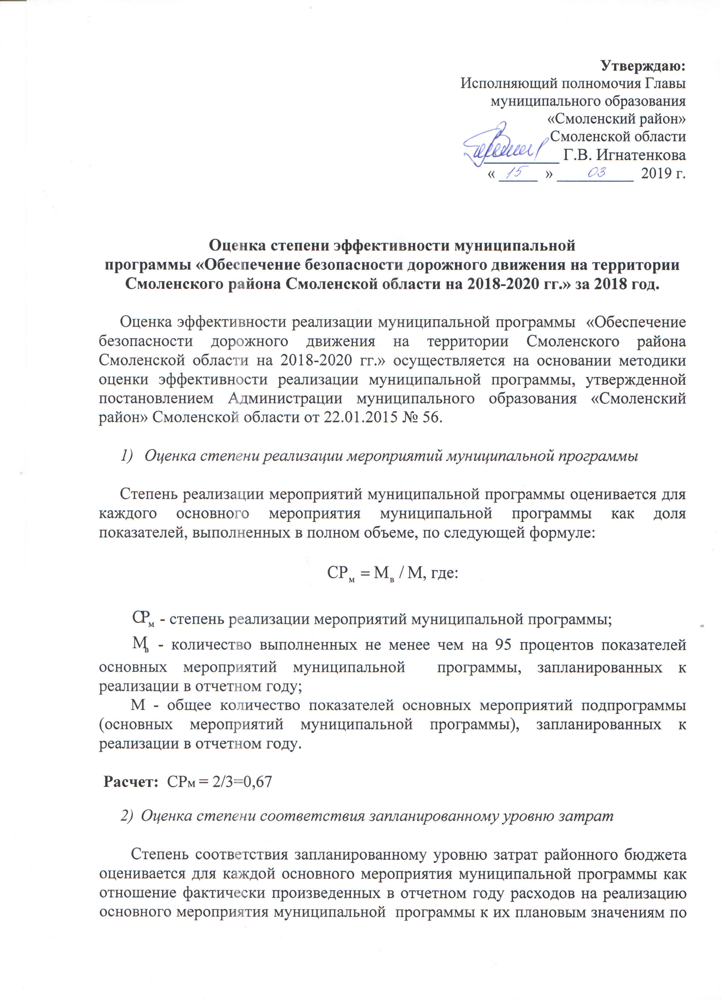 Утверждаю:
Исполняющий полномочия Главы
муниципального образования
«Смоленский район»
Смоленской области
____________ Г.В. Игнатенкова
« 15 » 03 2019 г.
Оценка степени эффективности муниципальной
программы «Обеспечение безопасности дорожного движения на территории
Смоленского района Смоленской области на 2018-2020 гг.» за 2018 год.
Оценка эффективности реализации муниципальной программы «Обеспечение
безопасности дорожного движения на территории Смоленского района
Смоленской области на 2018-2020 гг.» осуществляется на основании методики
оценки эффективности реализации муниципальной программы, утвержденной
постановлением Администрации муниципального образования «Смоленский
район» Смоленской области от 22.01.2015 № 56.
1) Оценка степени реализации мероприятий муниципальной программы
Степень реализации мероприятий муниципальной программы оценивается для
каждого основного мероприятия муниципальной программы как доля
показателей, выполненных в полном объеме, по следующей формуле:
СРм = Мв / М, где:
СРм - степень реализации мероприятий муниципальной программы;
Мв - количество выполненных не менее чем на 95 процентов показателей
основных мероприятий муниципальной программы, запланированных к
реализации в отчетном году;
М - общее количество показателей основных мероприятий подпрограммы
(основных мероприятий муниципальной программы), запланированных к
реализации в отчетном году.
Расчет: СРм = 2/3=0,67
2) Оценка степени соответствия запланированному уровню затрат
Степень соответствия запланированному уровню затрат районного бюджета
оценивается для каждой основного мероприятия муниципальной программы как
отношение фактически произведенных в отчетном году расходов на реализацию
основного мероприятия муниципальной программы к их плановым значениям по